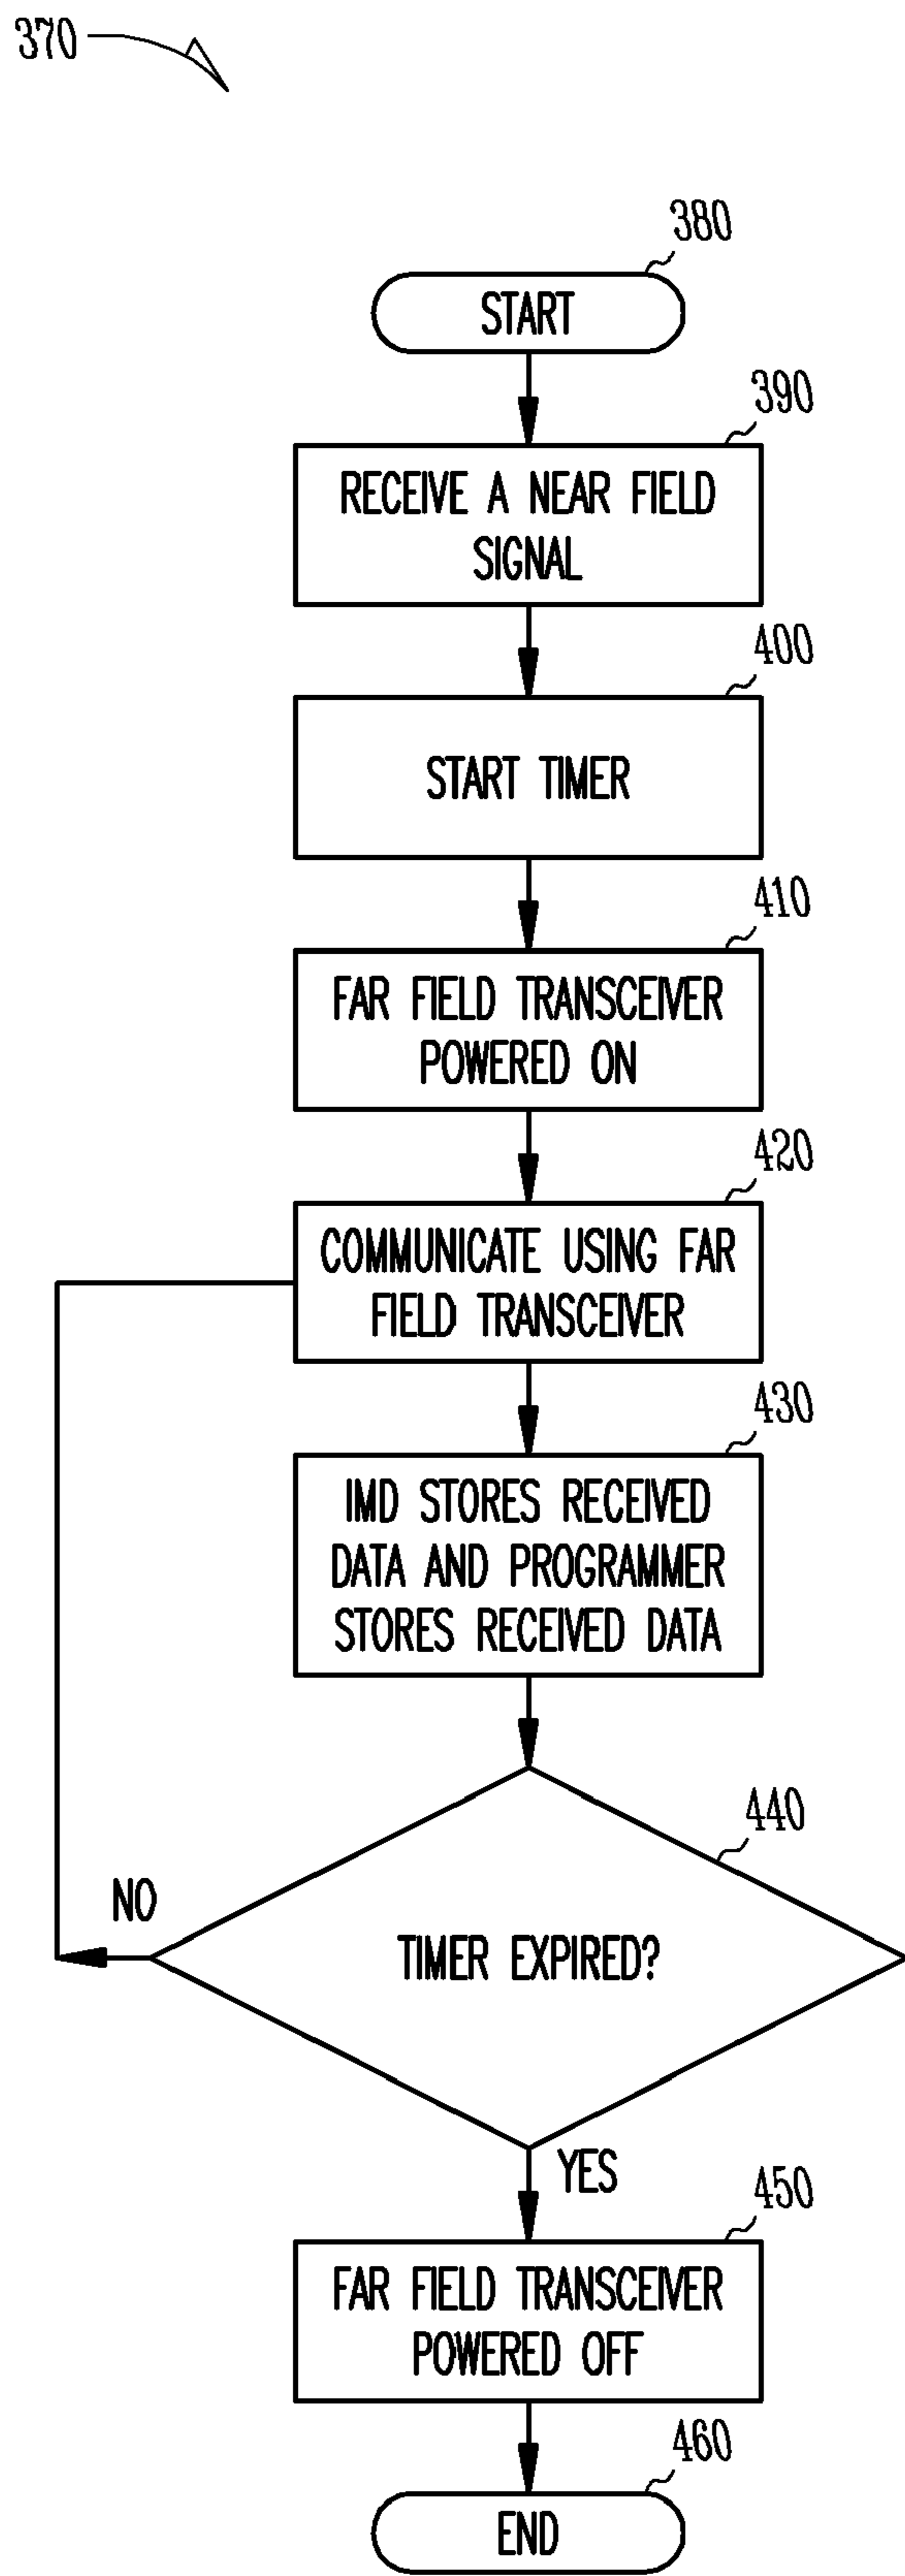 370
380
START
390
RECEIVE A NEAR FIELD
SIGNAL
400
START TIMER
410
FAR FIELD TRANSCEIVER
POWERED ON
420
COMMUNICATE USING FAR
FIELD TRANSCEIVER
430
IMD STORES RECEIVED
DATA AND PROGRAMMER
STORES RECEIVED DATA
440
NO
TIMER EXPIRED?
YES
450
FAR FIELD TRANSCEIVER
POWERED OFF
460
END